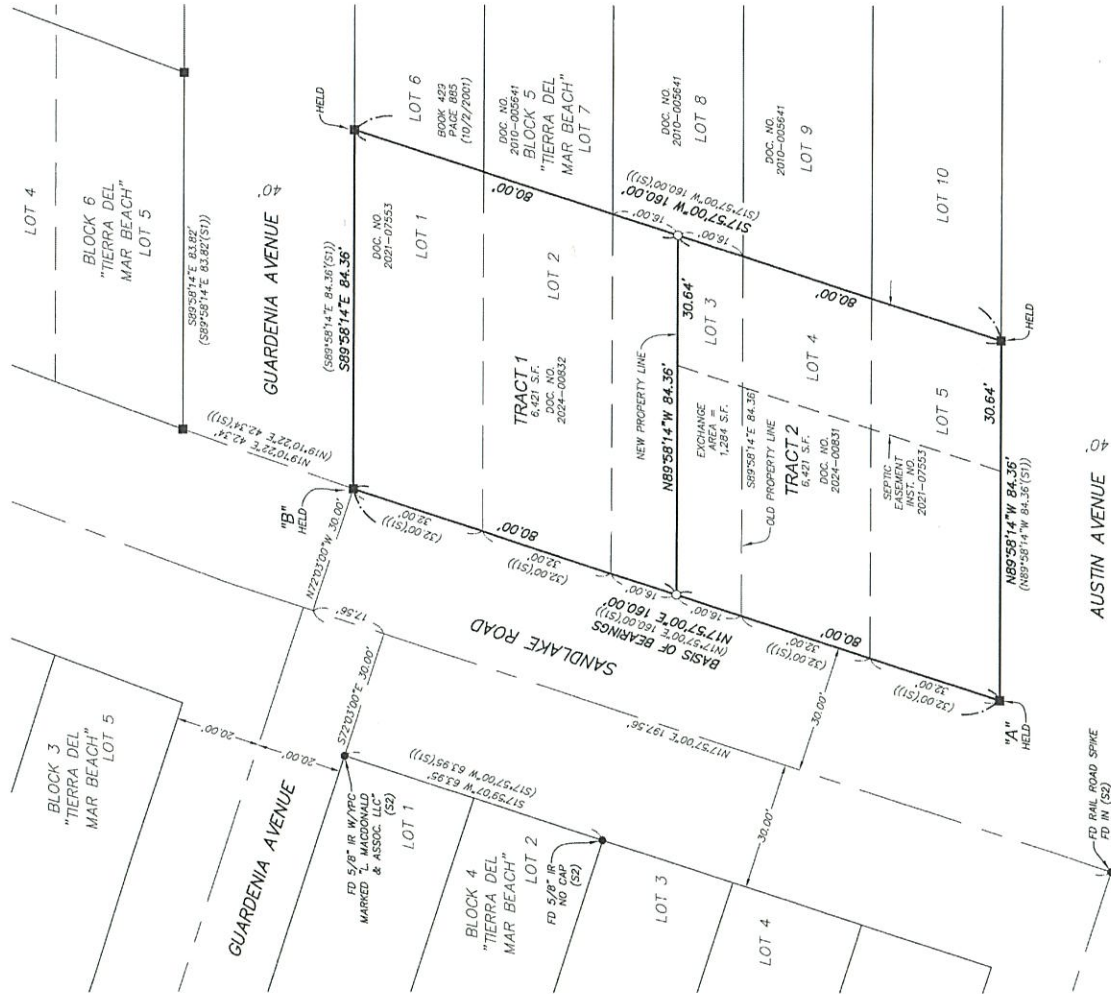 LOT 4
BLOCK 6
"TIERRA DEL
MAR BEACH"
LOT 5
S89°58'14"E 83.82'
(S89°58'14"E 83.82'(S1))
BLOCK 3
"TIERRA DEL
MAR BEACH"
LOT 5
20.00'
20.00'
GUARDENIA AVENUE
GUARDENIA AVENUE
40'
N19°10'22"E 42.34'
(N19°10'22"E 42.34'(S1))
"B"
HELD
N72°03'00"W 30.00'
17.56'
S72°03'00"E 30.00'
(S89°58'14"E 84.36'(S1))
S89°58'14"E 84.36'
HELD
FD 5/8" IR W/YPC
MARKED "L. MACDONALD
& ASSOC. LLC"
(S2)
LOT 1
S17°59'07"W 63.95'
(S17°57'00"W 63.95'(S1))
BLOCK 4
"TIERRA DEL
MAR BEACH"
LOT 2
FD 5/8" IR
NO CAP
(S2)
LOT 3
LOT 4
SANDLAKE ROAD
N17°57'00"E 197.56'
30.00'
30.00'
BASIS OF BEARINGS
N17°57'00"E 160.00'
(N17°57'00"E 160.00'(S1))
32.00'
(32.00'(S1))
80.00'
32.00'
(32.00'(S1))
16.00'
16.00'
32.00'
(32.00'(S1))
80.00'
32.00'
(32.00'(S1))
DOC. NO.
2021-07553
LOT 1
LOT 2
TRACT 1
6,421 S.F.
DOC. NO.
2024-00832
NEW PROPERTY LINE
N89°58'14"W 84.36'
30.64'
LOT 3
EXCHANGE
AREA =
1,284 S.F.
S89°58'14"E 84.36'
OLD PROPERTY LINE
TRACT 2
6,421 S.F.
DOC. NO.
2024-00831
LOT 4
LOT 5
SEPTIC
EASEMENT
INST. NO.
2021-07553
30.64'
N89°58'14"W 84.36'
(N89°58'14"W 84.36'(S1))
"A"
HELD
HELD
80.00'
S17°57'00"W 160.00'
(S17°57'00"W 160.00'(S1))
16.00'
16.00'
80.00'
LOT 6
BOOK 429
PAGE 885
(10/2/2001)
DOC. NO.
2010-005641
BLOCK 5
"TIERRA DEL
MAR BEACH"
LOT 7
DOC. NO.
2010-005641
LOT 8
DOC. NO.
2010-005641
LOT 9
LOT 10
AUSTIN AVENUE
40'
FD RAIL ROAD SPIKE
FD IN (S2)